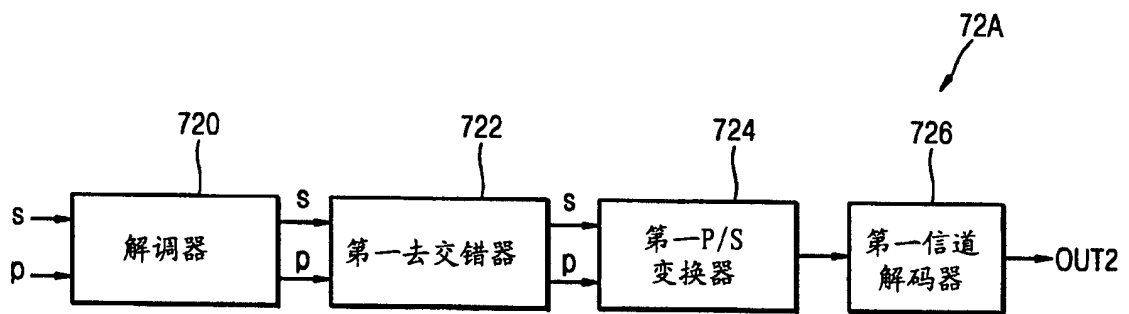 72A
720
722
724
726
s
p
解调器
s
p
第一去交错器
s
p
第一P/S
变换器
第一信道
解码器
OUT2